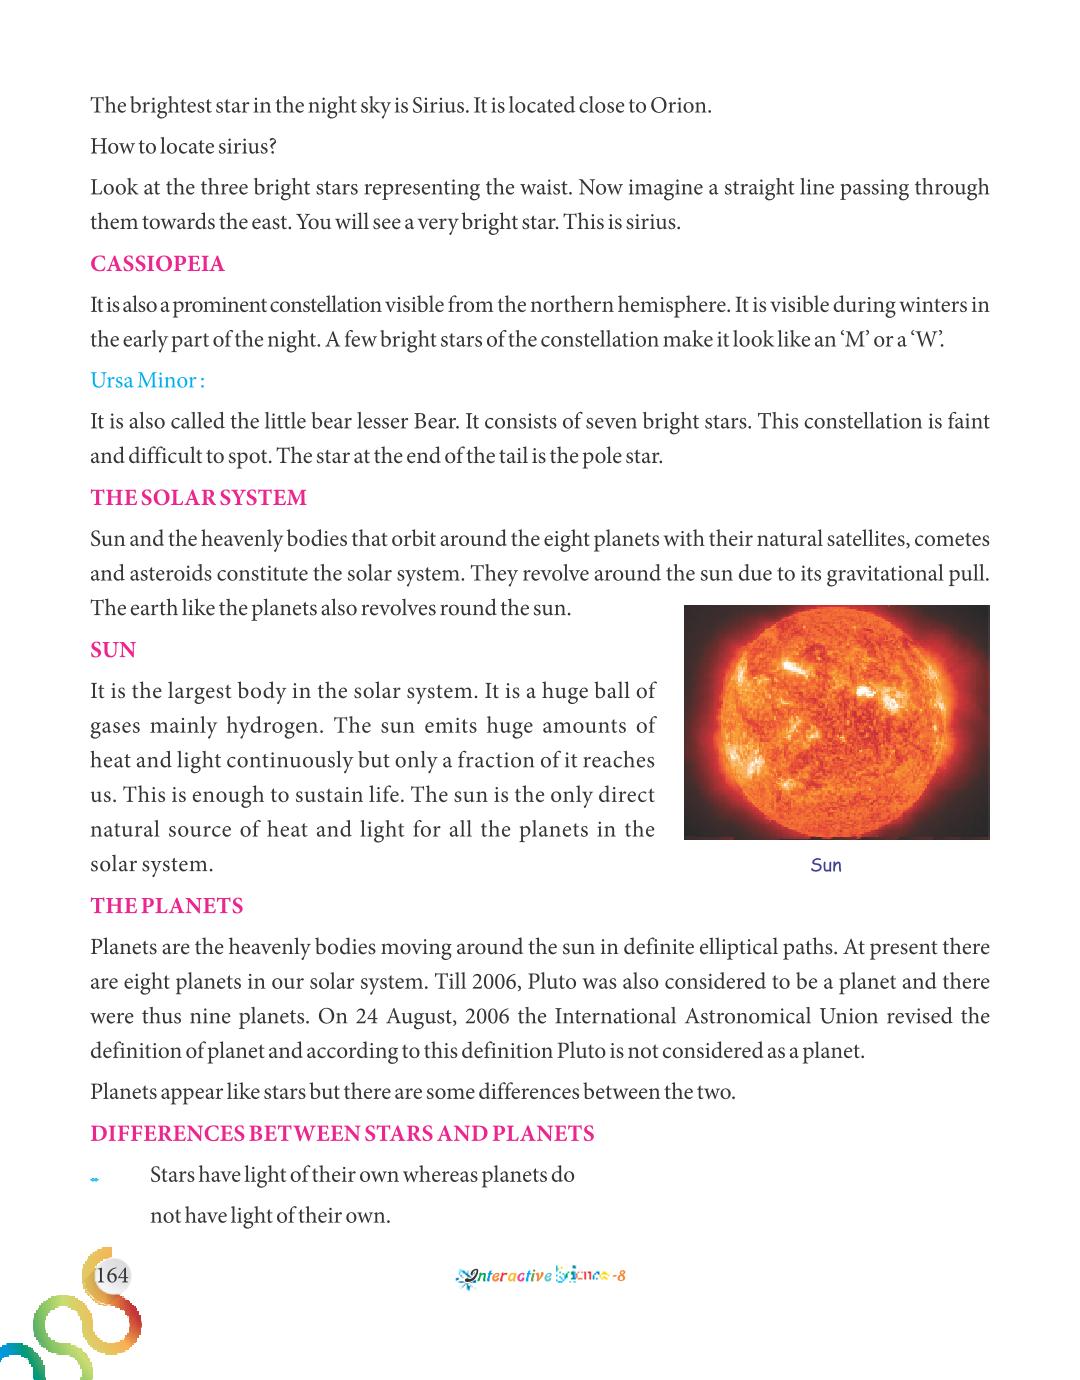 The brightest star in the night sky is Sirius. It is located close to Orion.
How to locate sirius?
Look at the three bright stars representing the waist. Now imagine a straight line passing through
them towards the east. You will see a very bright star. This is sirius.
CASSIOPEIA
It is also a prominent constellation visible from the northern hemisphere. It is visible during winters in
the early part of the night. A few bright stars of the constellation make it look like an ‘M’ or a ‘W’.
Ursa Minor :
It is also called the little bear lesser Bear. It consists of seven bright stars. This constellation is faint
and difficult to spot. The star at the end of the tail is the pole star.
THE SOLAR SYSTEM
Sun and the heavenly bodies that orbit around the eight planets with their natural satellites, cometes
and asteroids constitute the solar system. They revolve around the sun due to its gravitational pull.
The earth like the planets also revolves round the sun.
SUN
It is the largest body in the solar system. It is a huge ball of
gases mainly hydrogen. The sun emits huge amounts of
heat and light continuously but only a fraction of it reaches
us. This is enough to sustain life. The sun is the only direct
natural source of heat and light for all the planets in the
solar system.
Sun
THE PLANETS
Planets are the heavenly bodies moving around the sun in definite elliptical paths. At present there
are eight planets in our solar system. Till 2006, Pluto was also considered to be a planet and there
were thus nine planets. On 24 August, 2006 the International Astronomical Union revised the
definition of planet and according to this definition Pluto is not considered as a planet.
Planets appear like stars but there are some differences between the two.
DIFFERENCES BETWEEN STARS AND PLANETS
Stars have light of their own whereas planets do
not have light of their own.
164
Interactive Science-8